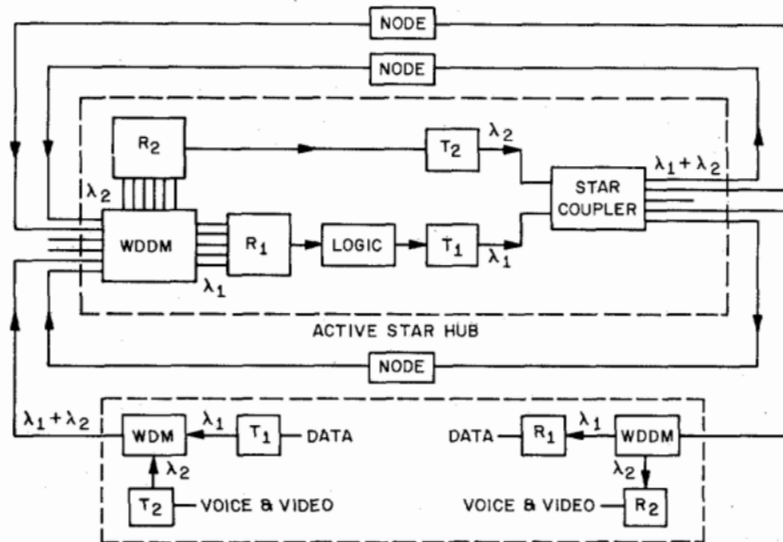 NODE
NODE
R2
T2
λ2
λ1+λ2
λ2
STAR
COUPLER
WDDM
R1
LOGIC
T1
λ1
λ1
ACTIVE STAR HUB
NODE
λ1+λ2
WDM
λ1
T1
DATA
DATA
R1
λ1
WDDM
λ2
λ2
T2
VOICE & VIDEO
VOICE & VIDEO
R2